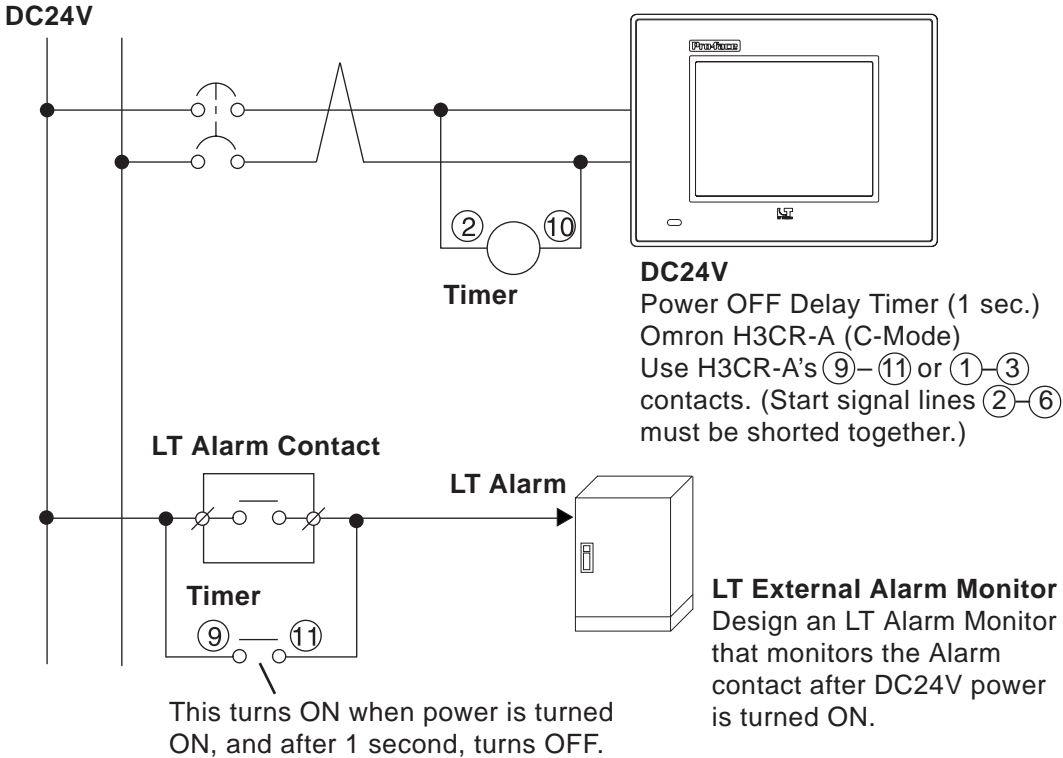 DC24V
Pro-face
LT
2 10
Timer
DC24V
Power OFF Delay Timer (1 sec.)
Omron H3CR-A (C-Mode)
Use H3CR-A's ⑨–⑪ or ①–③
contacts. (Start signal lines ②–⑥
must be shorted together.)
LT Alarm Contact
LT Alarm
Timer
⑨ ⑪
This turns ON when power is turned
ON, and after 1 second, turns OFF.
LT External Alarm Monitor
Design an LT Alarm Monitor
that monitors the Alarm
contact after DC24V power
is turned ON.